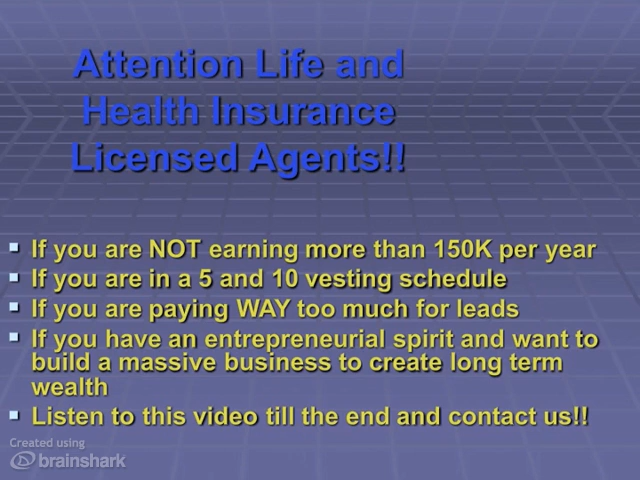 Attention Life and
Health Insurance
Licensed Agents!!
▪ If you are NOT earning more than 150K per year
▪ If you are in a 5 and 10 vesting schedule
▪ If you are paying WAY too much for leads
▪ If you have an entrepreneurial spirit and want to
build a massive business to create long term
wealth
▪ Listen to this video till the end and contact us!!
Created using
brainshark